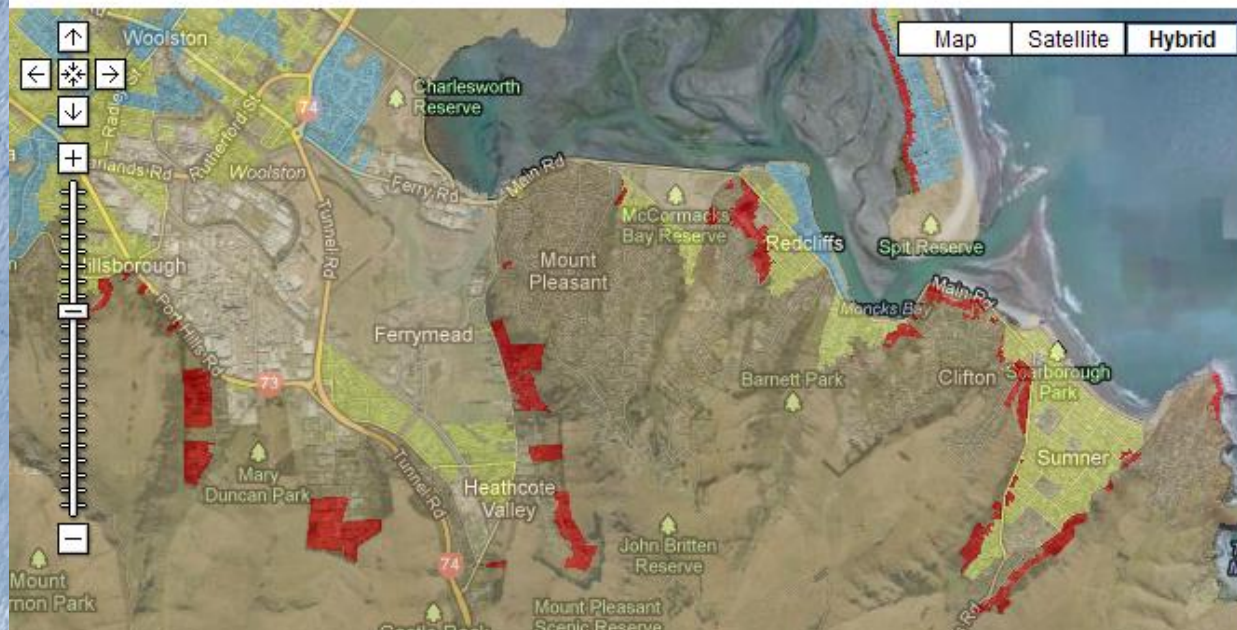 Woolston
Map
Satellite
Hybrid
Charlesworth
Reserve
74
Rutherford St
Woolston
Ferry Rd
Main Rd
Tunnell Rd
McCormacks
Bay Reserve
Redcliffs
Spit Reserve
Hillsborough
Mount
Pleasant
Port Hills Rd
Moncks Bay
Main Rd
Ferrymead
73
Barnett Park
Clifton
Scarborough
Park
Mary
Duncan Park
Tunnel Rd
Sumner
Heathcote
Valley
John Britten
Reserve
74
Mount
Mount Pleasant
Scenic Reserve